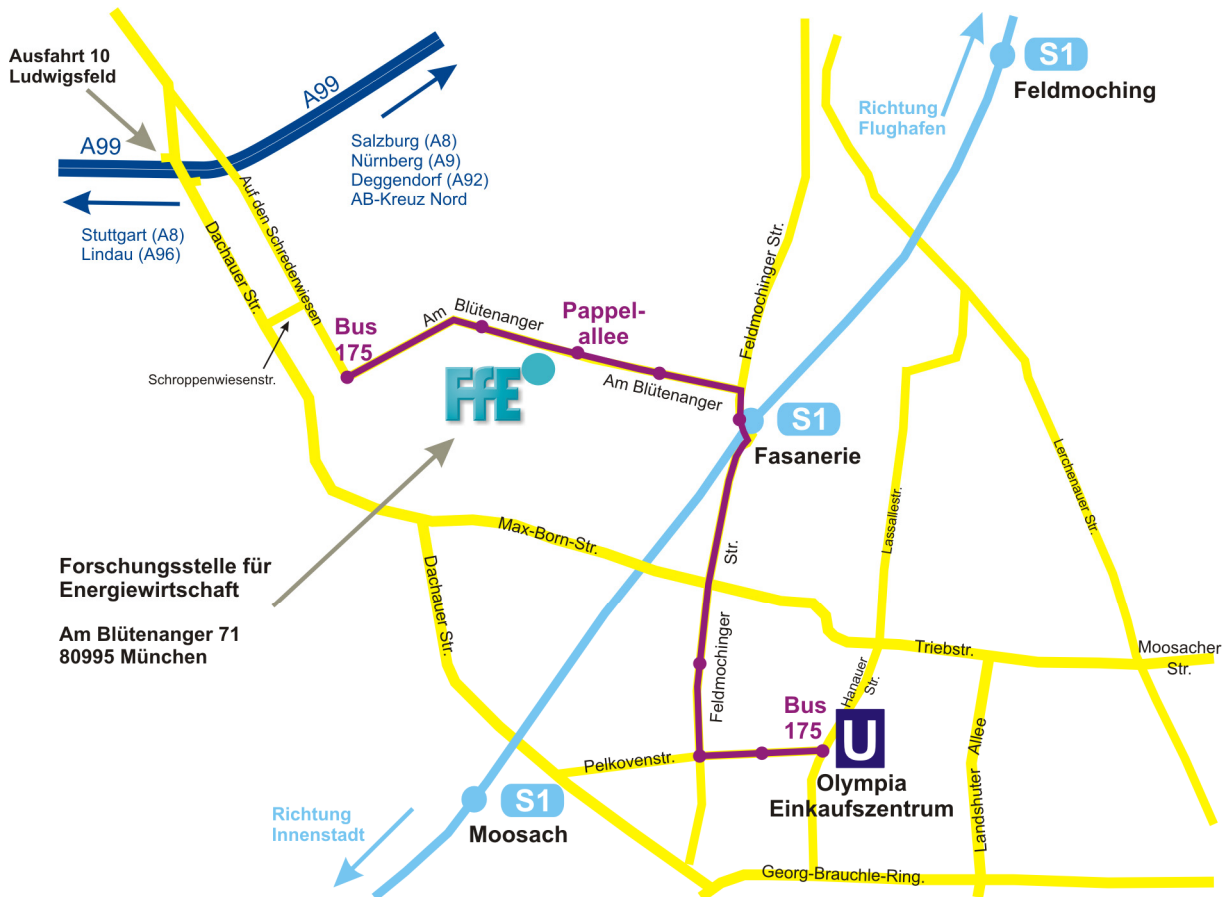 Ausfahrt 10
Ludwigsfeld
A99
A99
Salzburg (A8)
Nürnberg (A9)
Deggendorf (A92)
AB-Kreuz Nord
Stuttgart (A8)
Lindau (A96)
S1
Feldmoching
Richtung
Flughafen
Auf den Schrederwiesen
Dachauer Str.
Schroppenwiesenstr.
Bus
175
Am
Blütenanger
Pappel-
allee
Am Blütenanger
Feldmochinger Str.
FfE
S1
Fasanerie
Lassallestr.
Lerchenauer Str.
Max-Born-Str.
Str.
Feldmochinger
Dachauer Str.
Forschungsstelle für
Energiewirtschaft
Am Blütenanger 71
80995 München
Triebstr.
Moosacher
Str.
Hanauer
Str.
Bus
175
U
Olympia
Einkaufszentrum
Landshuter Allee
Pelkovenstr.
S1
Moosach
Richtung
Innenstadt
Georg-Brauchle-Ring.